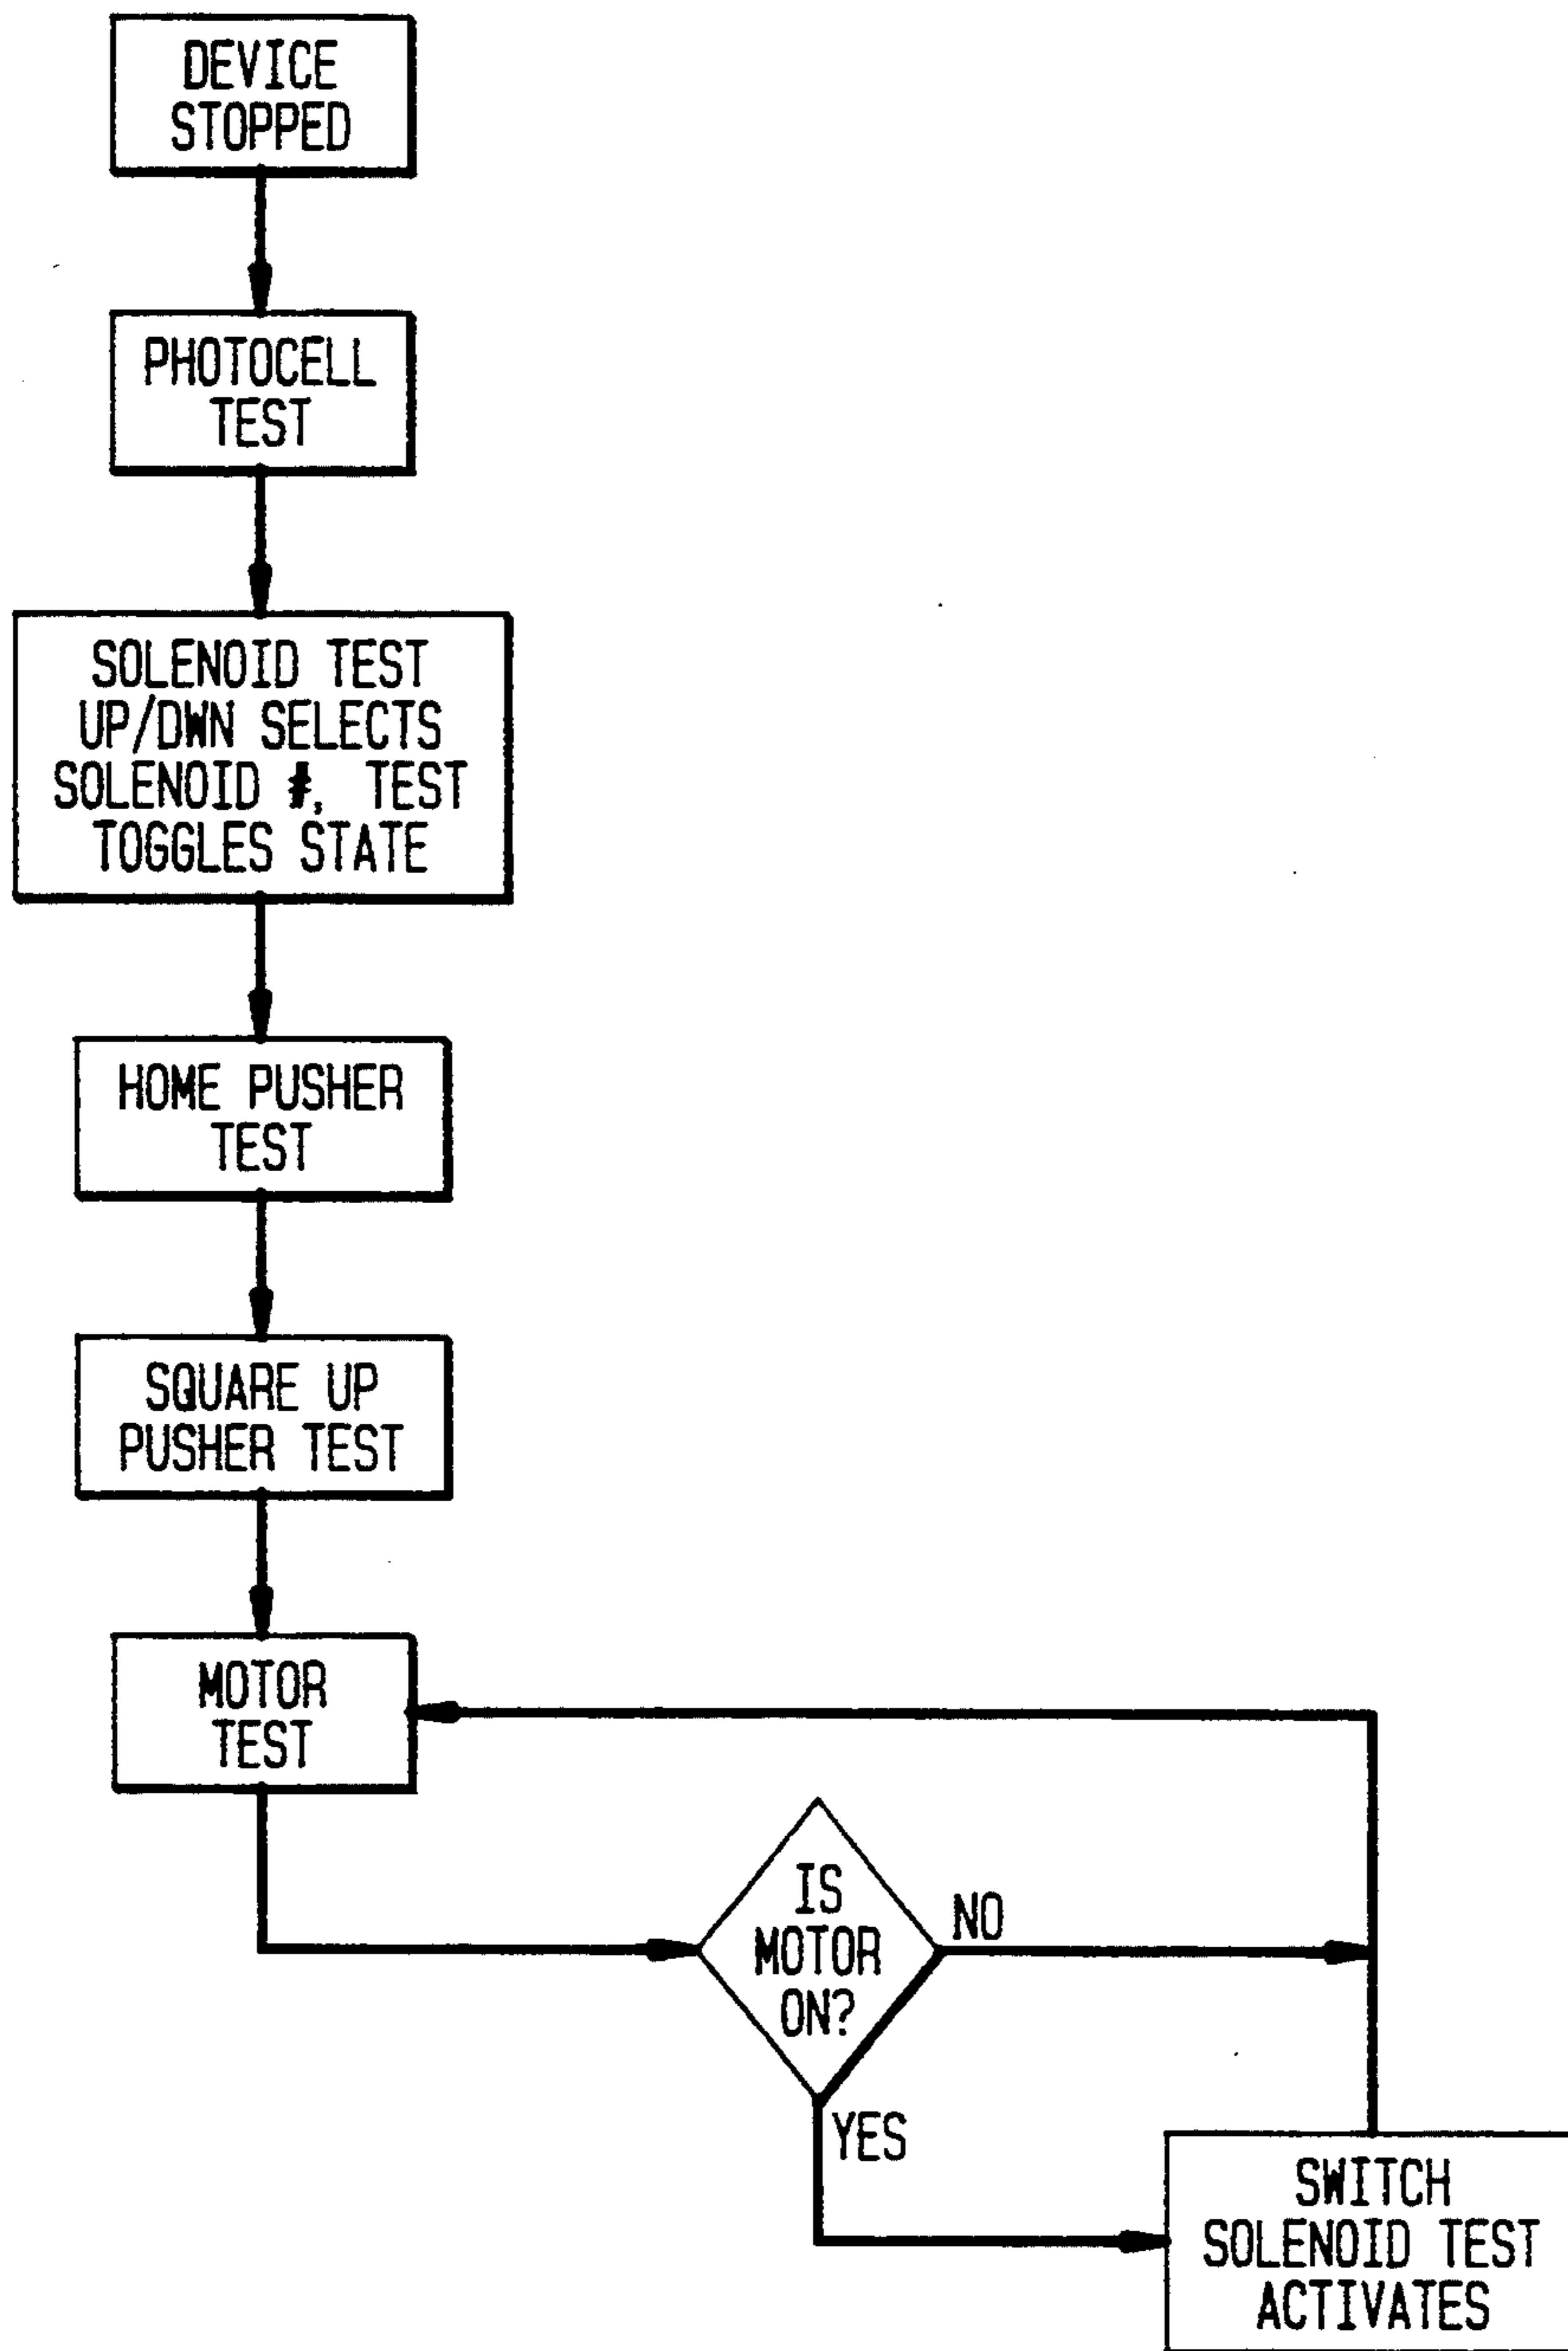 DEVICE
STOPPED
PHOTOCELL
TEST
SOLENOID TEST
UP/DWN SELECTS
SOLENOID #, TEST
TOGGLES STATE
HOME PUSHER
TEST
SQUARE UP
PUSHER TEST
MOTOR
TEST
IS
MOTOR
ON?
NO
YES
SWITCH
SOLENOID TEST
ACTIVATES